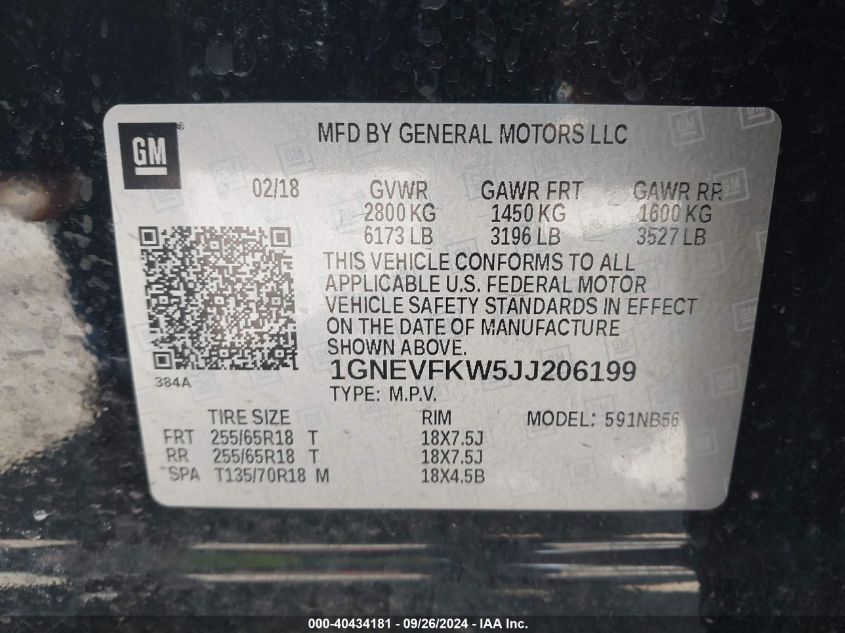 GM
MFD BY GENERAL MOTORS LLC
02/18 GVWR GAWR FRT GAWR RR
2800 KG 1450 KG 1600 KG
6173 LB 3196 LB 3527 LB
THIS VEHICLE CONFORMS TO ALL
APPLICABLE U.S. FEDERAL MOTOR
VEHICLE SAFETY STANDARDS IN EFFECT
ON THE DATE OF MANUFACTURE
SHOWN ABOVE.
384A
1GNEVFKW5JJ206199
TYPE: M.P.V.
TIRE SIZE RIM MODEL: 591NB56
FRT 255/65R18 T 18X7.5J
RR 255/65R18 T 18X7.5J
SPA T135/70R18 M 18X4.5B
000-40434181 - 09/26/2024 - IAA Inc.